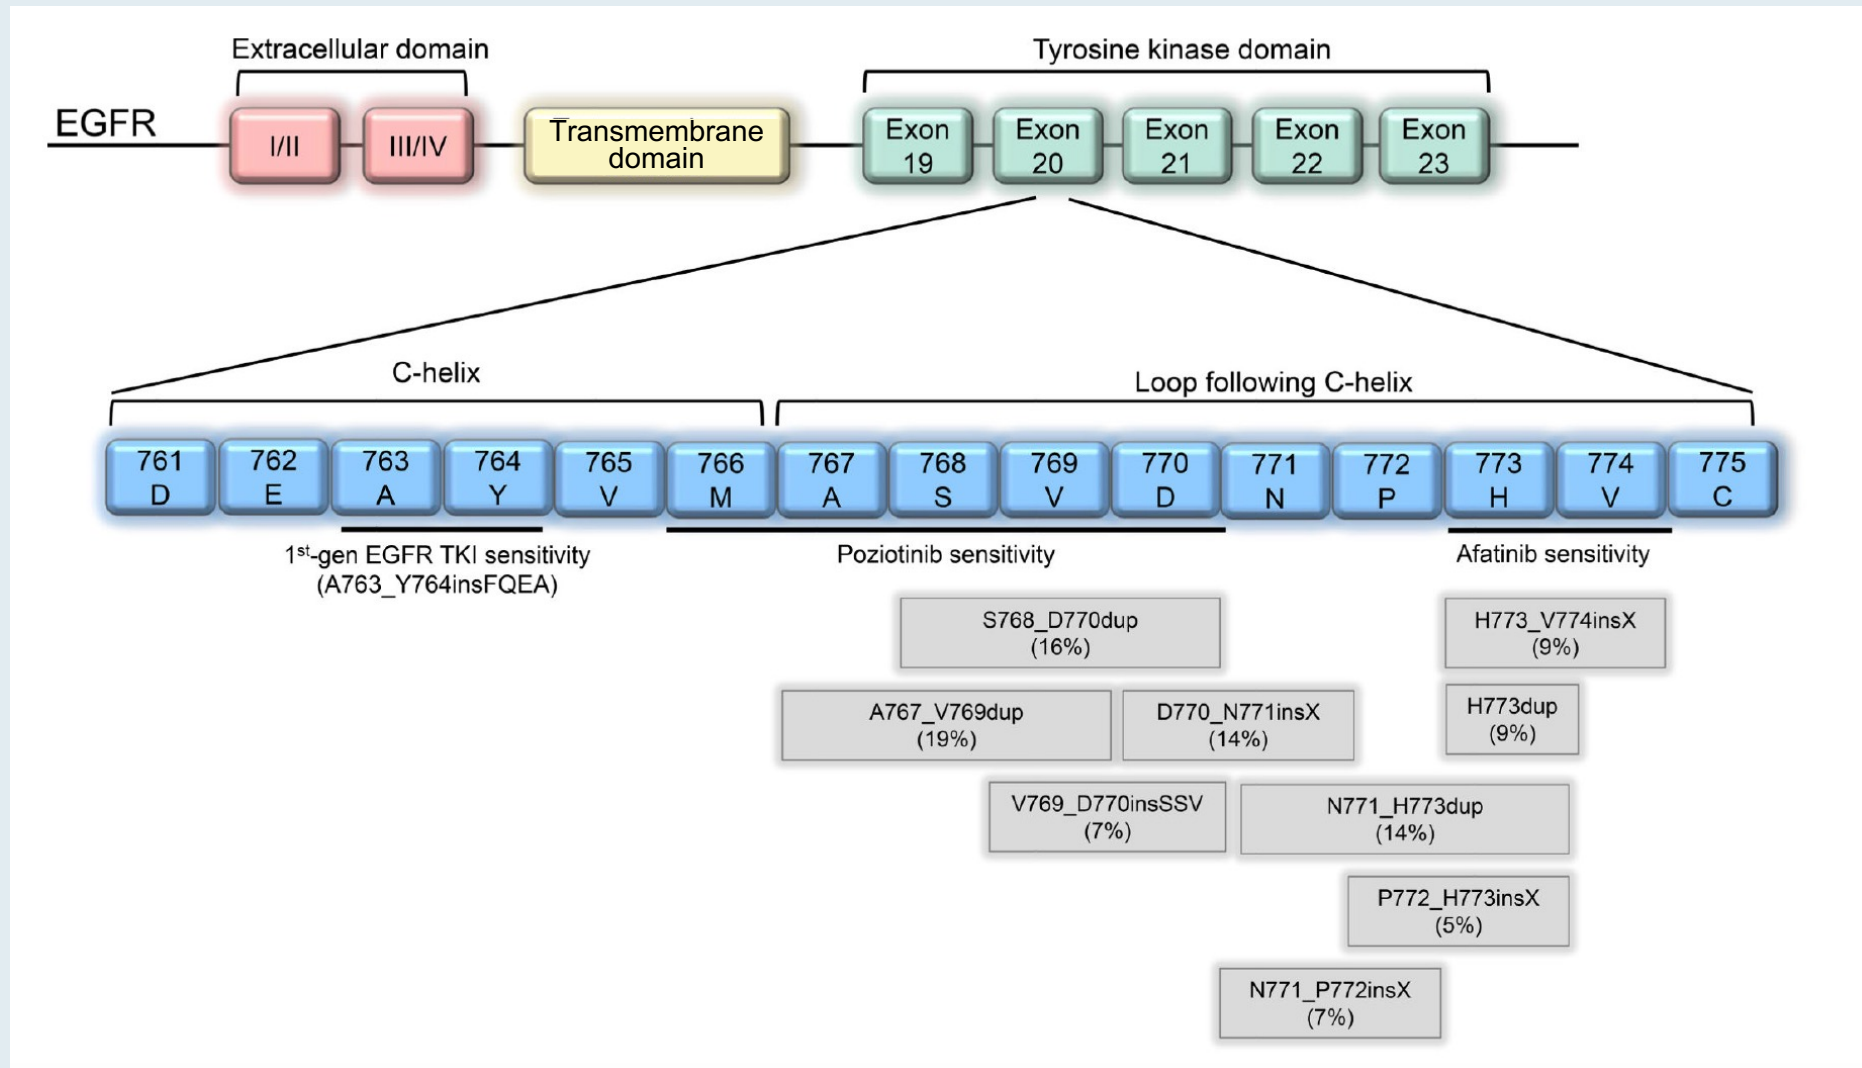 Extracellular domain
Tyrosine kinase domain
EGFR
I/II
III/IV
Transmembrane
domain
Exon
19
Exon
20
Exon
21
Exon
22
Exon
23
C-helix
Loop following C-helix
761
D
762
E
763
A
764
Y
765
V
766
M
767
A
768
S
769
V
770
D
771
N
772
P
773
H
774
V
775
C
1st-gen EGFR TKI sensitivity
(A763_Y764insFQEA)
Poziotinib sensitivity
Afatinib sensitivity
S768_D770dup
(16%)
H773_V774insX
(9%)
A767_V769dup
(19%)
D770_N771insX
(14%)
H773dup
(9%)
V769_D770insSSV
(7%)
N771_H773dup
(14%)
P772_H773insX
(5%)
N771_P772insX
(7%)